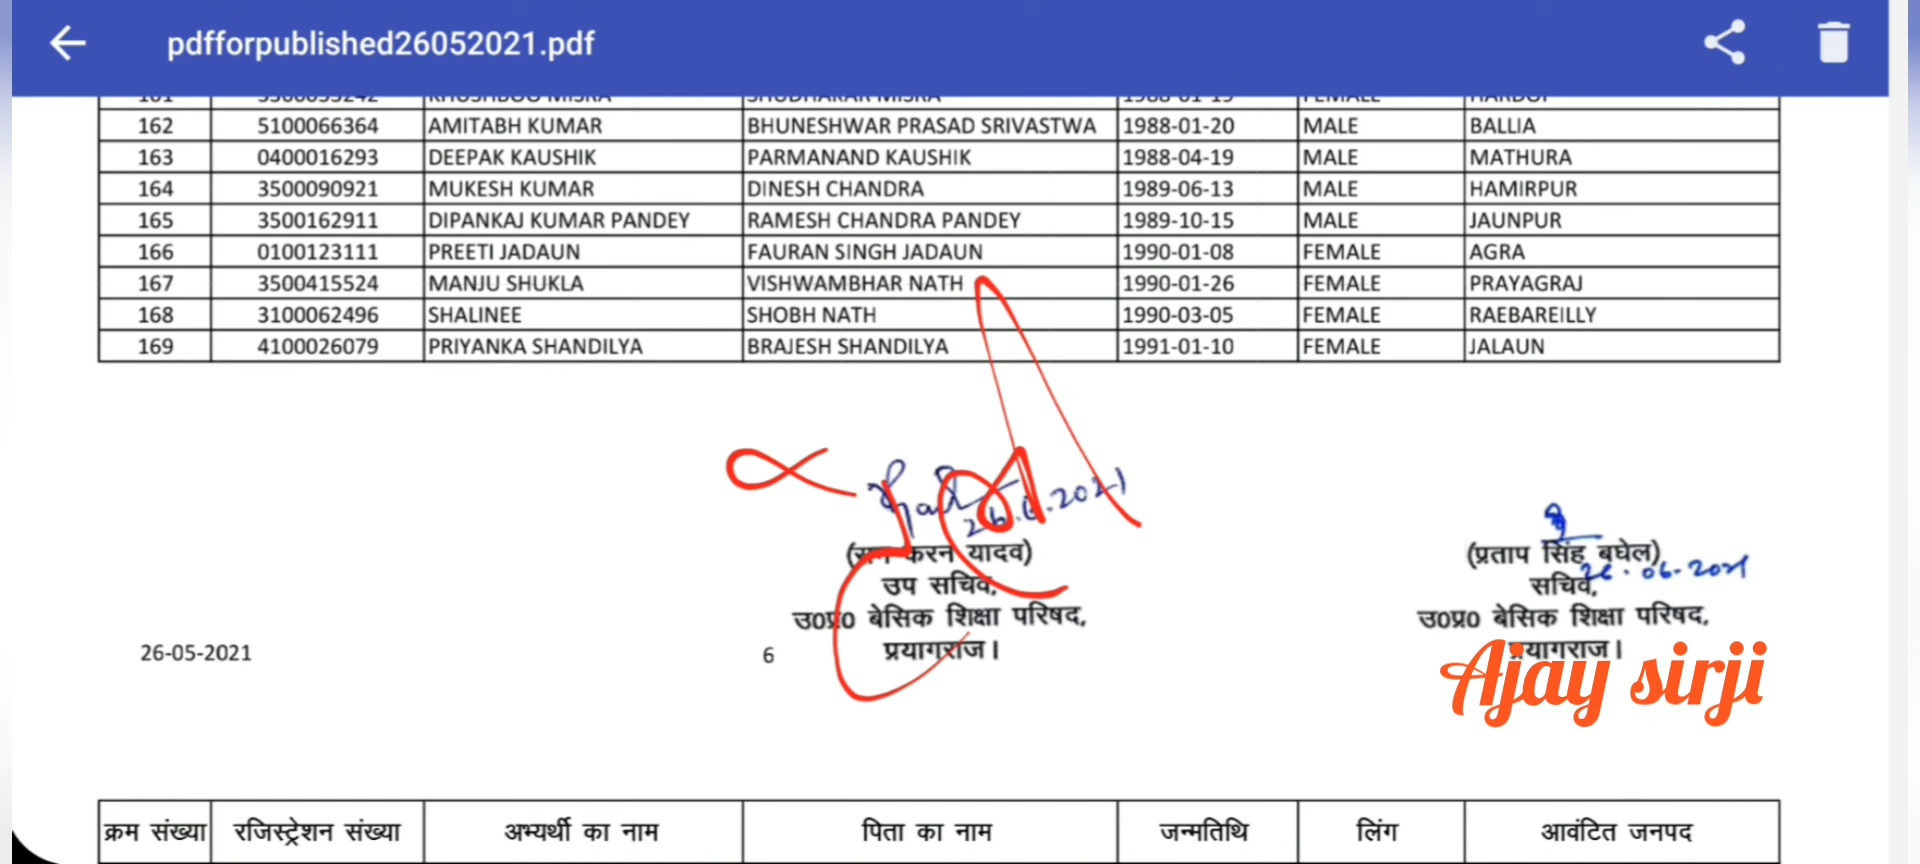 pdfforpublished26052021.pdf
162 5100066364 AMITABH KUMAR BHUNESHWAR PRASAD SRIVASTWA 1988-01-20 MALE BALLIA
163 0400016293 DEEPAK KAUSHIK PARMANAND KAUSHIK 1988-04-19 MALE MATHURA
164 3500090921 MUKESH KUMAR DINESH CHANDRA 1989-06-13 MALE HAMIRPUR
165 3500162911 DIPANKAJ KUMAR PANDEY RAMESH CHANDRA PANDEY 1989-10-15 MALE JAUNPUR
166 0100123111 PREETI JADAUN FAURAN SINGH JADAUN 1990-01-08 FEMALE AGRA
167 3500415524 MANJU SHUKLA VISHWAMBHAR NATH 1990-01-26 FEMALE PRAYAGRAJ
168 3100062496 SHALINEE SHOBH NATH 1990-03-05 FEMALE RAEBAREILLY
169 4100026079 PRIYANKA SHANDILYA BRAJESH SHANDILYA 1991-01-10 FEMALE JALAUN
करन यादव)
उप सचिव,
उ0प्र0 बेसिक शिक्षा परिषद,
प्रयागराज।
(प्रताप सिंह बघेल)
सचिव,
उ0प्र0 बेसिक शिक्षा परिषद,
प्रयागराज।
26-05-2021 6
Ajay sirji
क्रम संख्या रजिस्ट्रेशन संख्या अभ्यर्थी का नाम पिता का नाम जन्मतिथि लिंग आवंटित जनपद